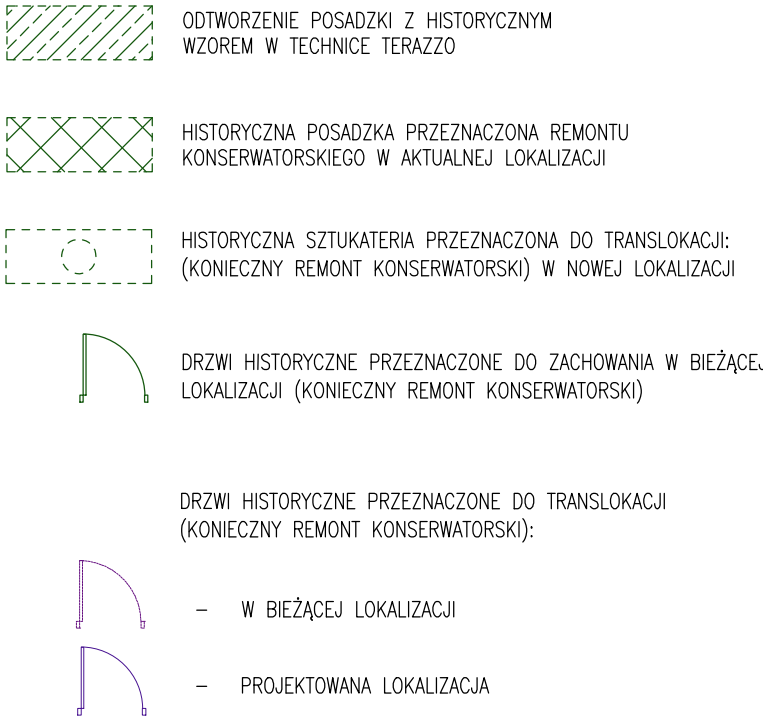 ODTWORZENIE POSADZKI Z HISTORYCZNYM
WZOREM W TECHNICE TERAZZO
HISTORYCZNA POSADZKA PRZEZNACZONA REMONTU
KONSERWATORSKIEGO W AKTUALNEJ LOKALIZACJI
HISTORYCZNA SZTUKATERIA PRZEZNACZONA DO TRANSLOKACJI:
(KONIECZNY REMONT KONSERWATORSKI) W NOWEJ LOKALIZACJI
DRZWI HISTORYCZNE PRZEZNACZONE DO ZACHOWANIA W BIEŻĄCEJ
LOKALIZACJI (KONIECZNY REMONT KONSERWATORSKI)
DRZWI HISTORYCZNE PRZEZNACZONE DO TRANSLOKACJI
(KONIECZNY REMONT KONSERWATORSKI):
– W BIEŻĄCEJ LOKALIZACJI
– PROJEKTOWANA LOKALIZACJA